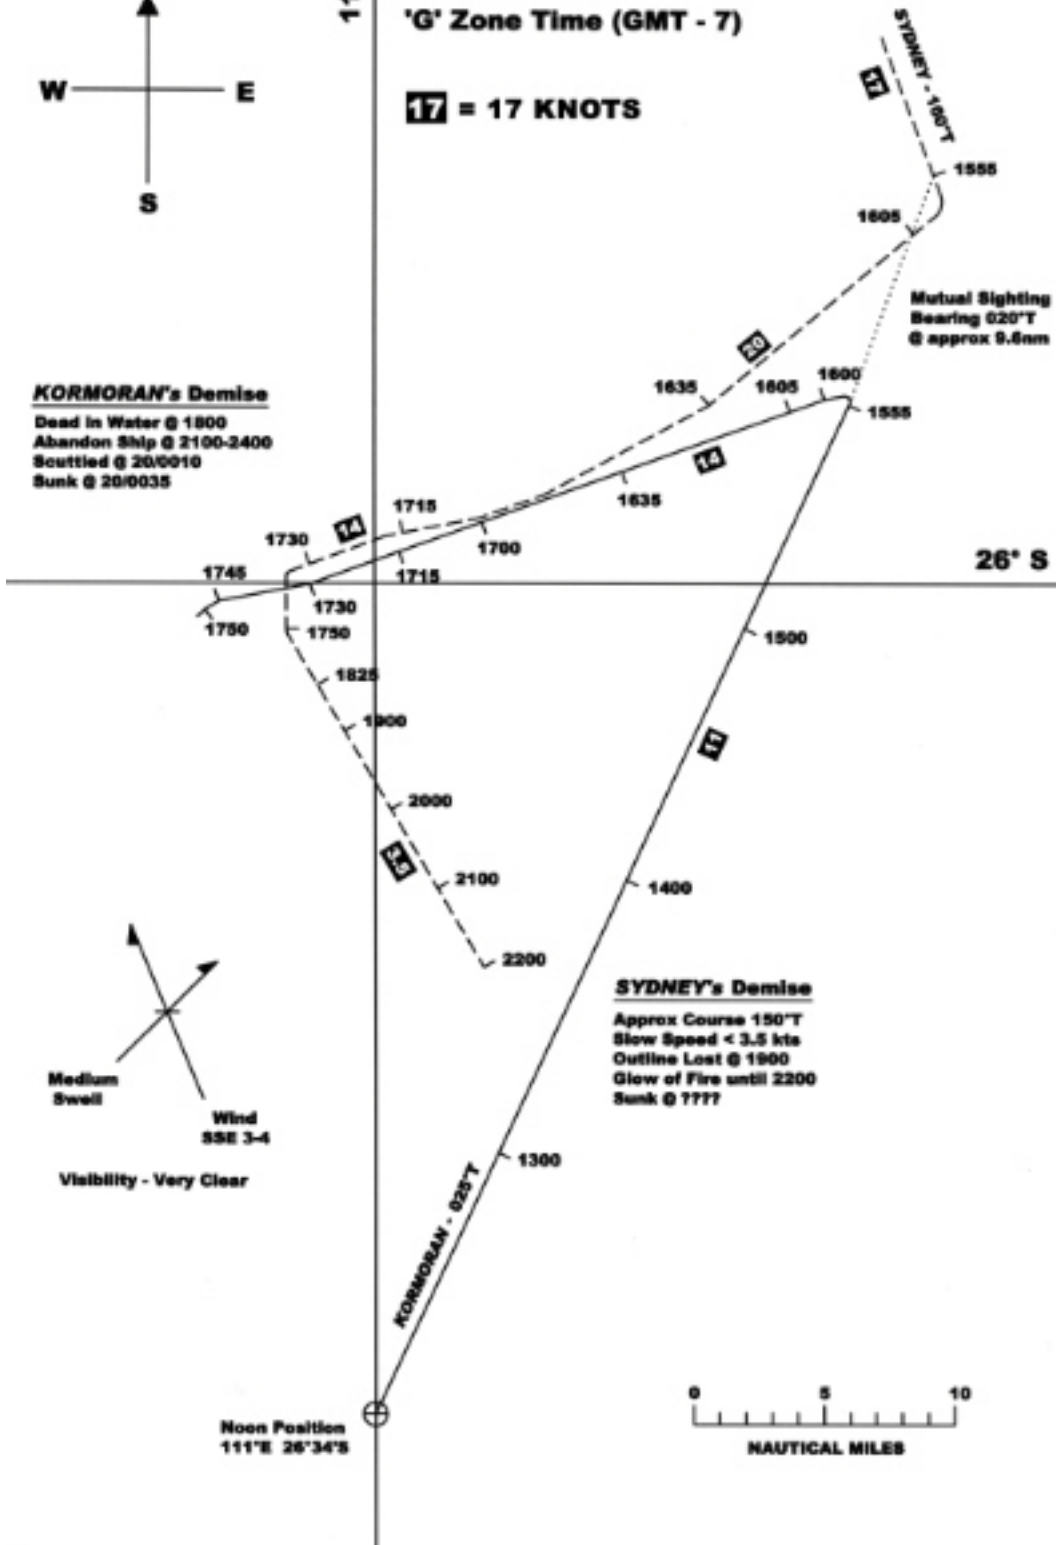 11
'G' Zone Time (GMT - 7)
W E
S
17 = 17 KNOTS
SYDNEY - 160°T
17
1555
1605
Mutual Sighting
Bearing 020°T
@ approx 9.6nm
20
1635
1605
1600
1555
KORMORAN's Demise
Dead in Water @ 1800
Abandon Ship @ 2100-2400
Scuttled @ 20/0010
Sunk @ 20/0035
14
1635
1715
14
1730
1700
1715
26° S
1745
1730
1750
1750
1500
1825
1900
11
2000
3.5
2100
1400
2200
SYDNEY's Demise
Approx Course 150°T
Slow Speed < 3.5 kts
Outline Lost @ 1900
Glow of Fire until 2200
Sunk @ ????
Medium
Swell
Wind
SSE 3-4
Visibility - Very Clear
1300
KORMORAN - 025°T
Noon Position
111°E 26°34'S
0 5 10
NAUTICAL MILES